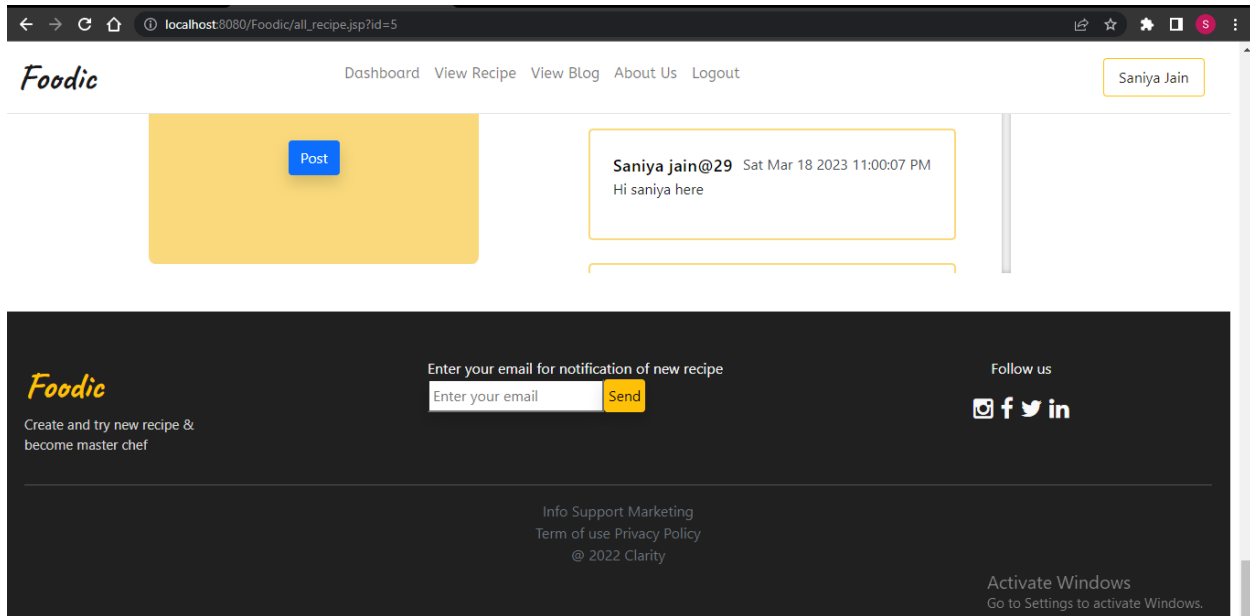 localhost:8080/Foodic/all_recipe.jsp?id=5
S
Foodic
Dashboard View Recipe View Blog About Us Logout
Saniya Jain
Post
Saniya jain@29 Sat Mar 18 2023 11:00:07 PM
Hi saniya here
Foodic
Create and try new recipe &
become master chef
Enter your email for notification of new recipe
Enter your email Send
Follow us
Info Support Marketing
Term of use Privacy Policy
@ 2022 Clarity
Activate Windows
Go to Settings to activate Windows.